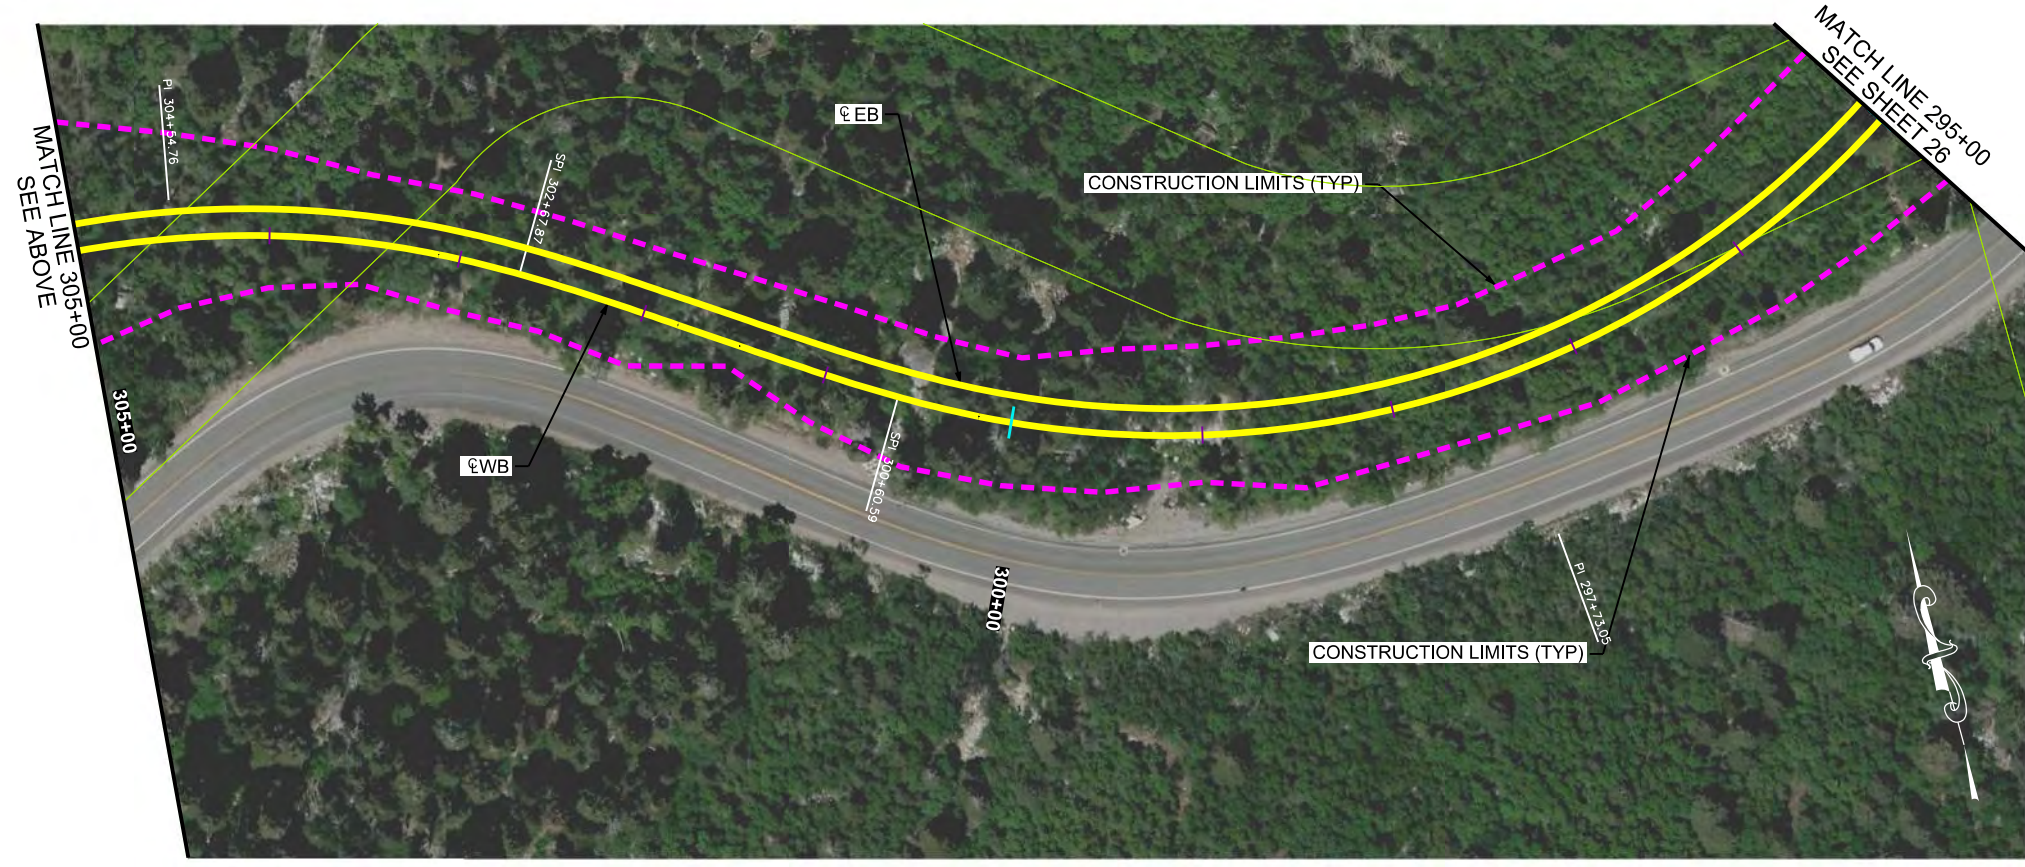 MATCH LINE 295+00
SEE SHEET 26
PI 304+54.76
℄ EB
MATCH LINE 305+00
SEE ABOVE
SPI 302+67.87
CONSTRUCTION LIMITS (TYP)
305+00
℄ WB
SPI 300+60.59
300+00
PI 297+73.05
CONSTRUCTION LIMITS (TYP)